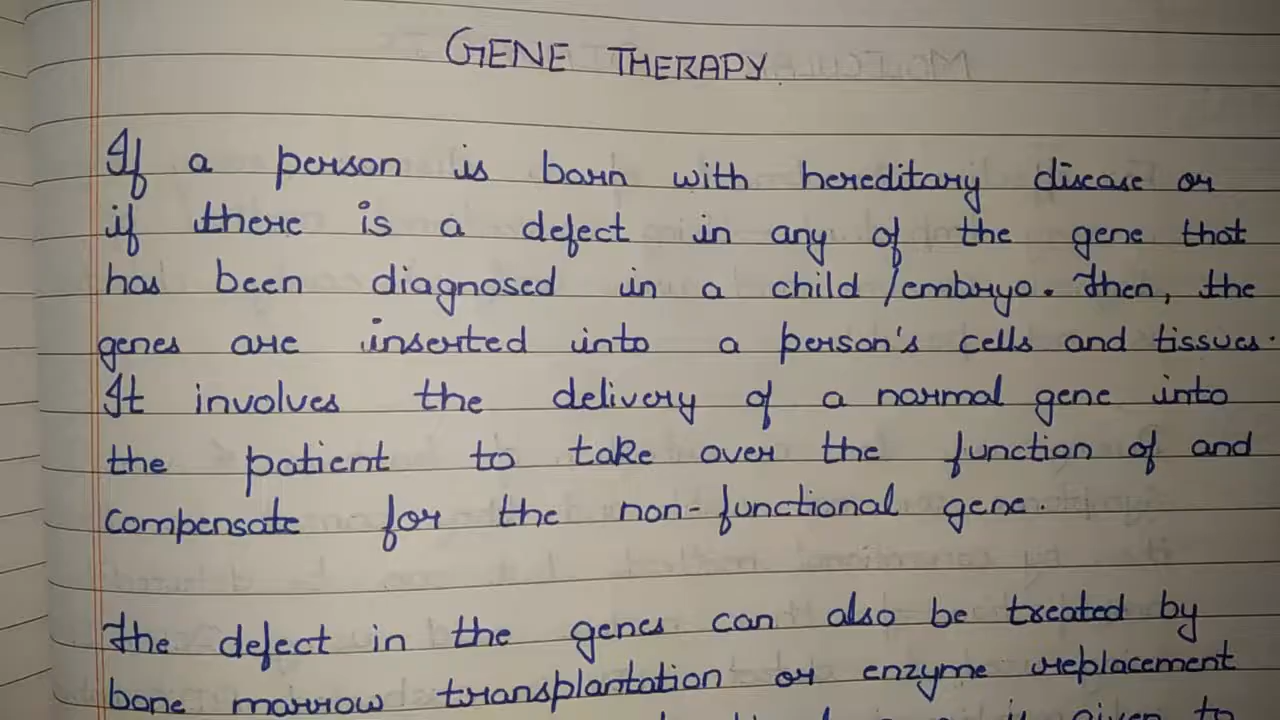 GENE THERAPY
If a person is born with hereditary disease or
if there is a defect in any of the gene that
has been diagnosed in a child /embryo. Then, the
genes are inserted into a person's cells and tissues.
It involves the delivery of a normal gene into
the patient to take over the function of and
compensate for the non-functional gene.
The defect in the genes can also be treated by
bone marrow transplantation or enzyme replacement
is given to